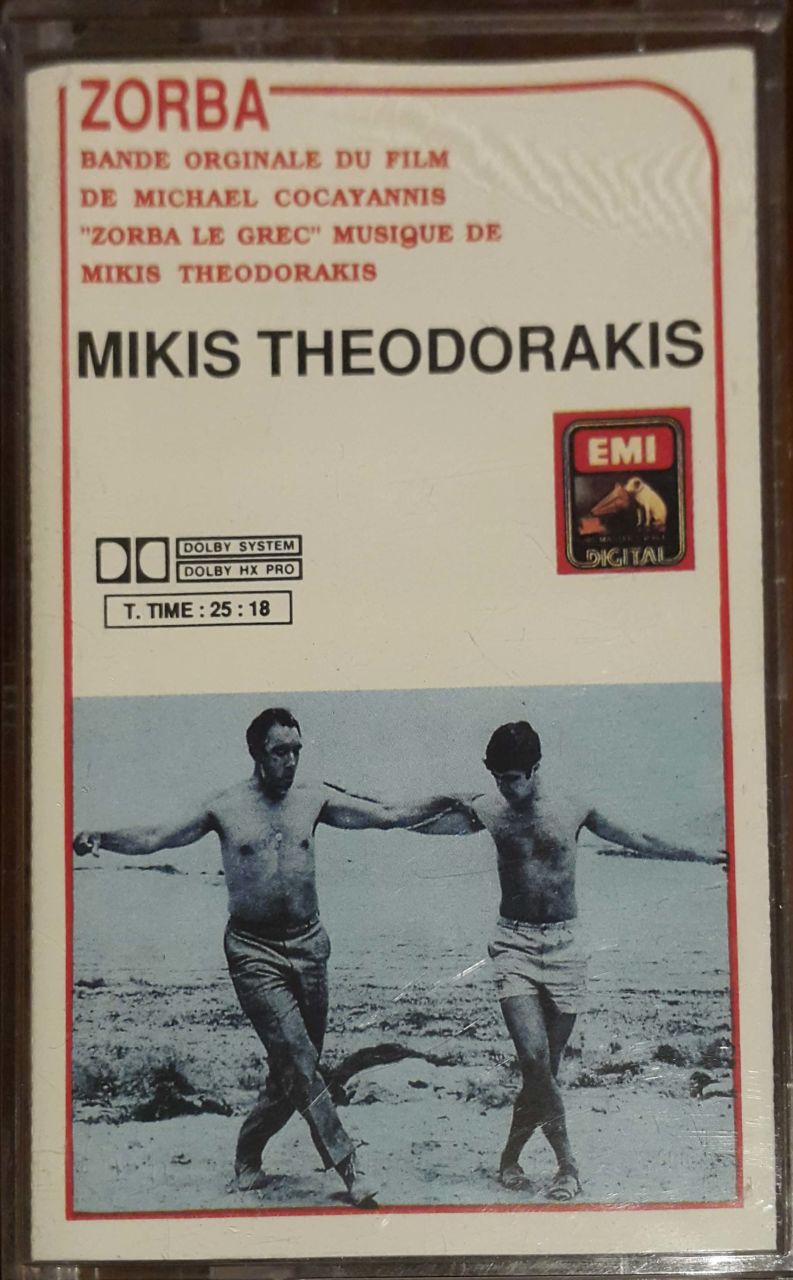 ZORBA
BANDE ORGINALE DU FILM
DE MICHAEL COCAYANNIS
"ZORBA LE GREC" MUSIQUE DE
MIKIS THEODORAKIS
MIKIS THEODORAKIS
EMI
DIGITAL
DOLBY SYSTEM
DOLBY HX PRO
T. TIME : 25 : 18